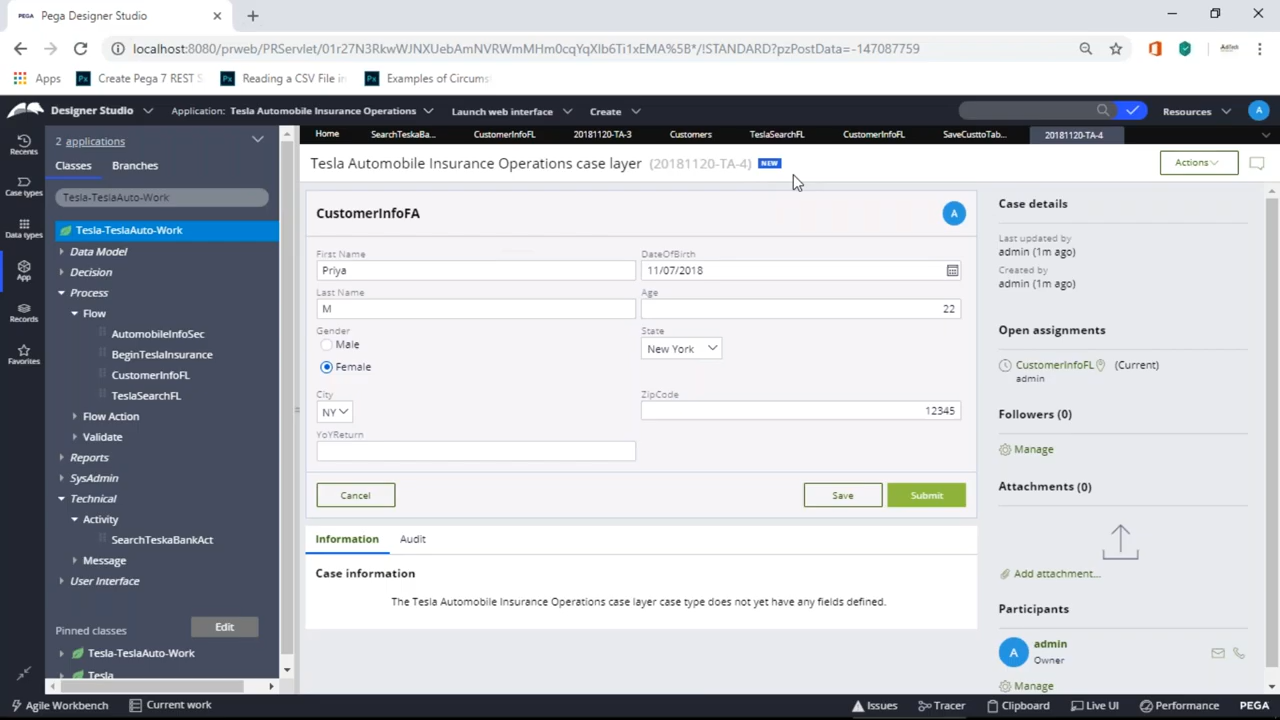 PEGA Pega Designer Studio
localhost:8080/prweb/PRServlet/01r27N3RkwWJNXUebAmNVRWmMHm0cqYqXlb6Ti1xEMA%5B*/!STANDARD?pzPostData=-147087759
Apps Create Pega 7 REST S Reading a CSV File in Examples of Circums
Designer Studio Application: Tesla Automobile Insurance Operations Launch web interface Create Resources A
Recents
Case types
Data types
App
Records
Favorites
2 applications
Classes Branches
Tesla-TeslaAuto-Work
Tesla-TeslaAuto-Work
Data Model
Decision
Process
Flow
AutomobileInfoSec
BeginTeslaInsurance
CustomerInfoFL
TeslaSearchFL
Flow Action
Validate
Reports
SysAdmin
Technical
Activity
SearchTeskaBankAct
Message
User Interface
Pinned classes Edit
Tesla-TeslaAuto-Work
Tesla
Home SearchTeskaBa... CustomerInfoFL 20181120-TA-3 Customers TeslaSearchFL CustomerInfoFL SaveCusttoTab... 20181120-TA-4
Tesla Automobile Insurance Operations case layer (20181120-TA-4) NEW Actions
CustomerInfoFA A
First Name DateOfBirth
Priya 11/07/2018
Last Name Age
M 22
Gender State
Male
Female
New York
City ZipCode
NY 12345
YoYReturn
Cancel Save Submit
Information Audit
Case information
The Tesla Automobile Insurance Operations case layer case type does not yet have any fields defined.
Case details
Last updated by
admin (1m ago)
Created by
admin (1m ago)
Open assignments
CustomerInfoFL (Current)
admin
Followers (0)
Manage
Attachments (0)
Add attachment...
Participants
A admin
Owner
Manage
Agile Workbench Current work Issues Tracer Clipboard Live UI Performance PEGA